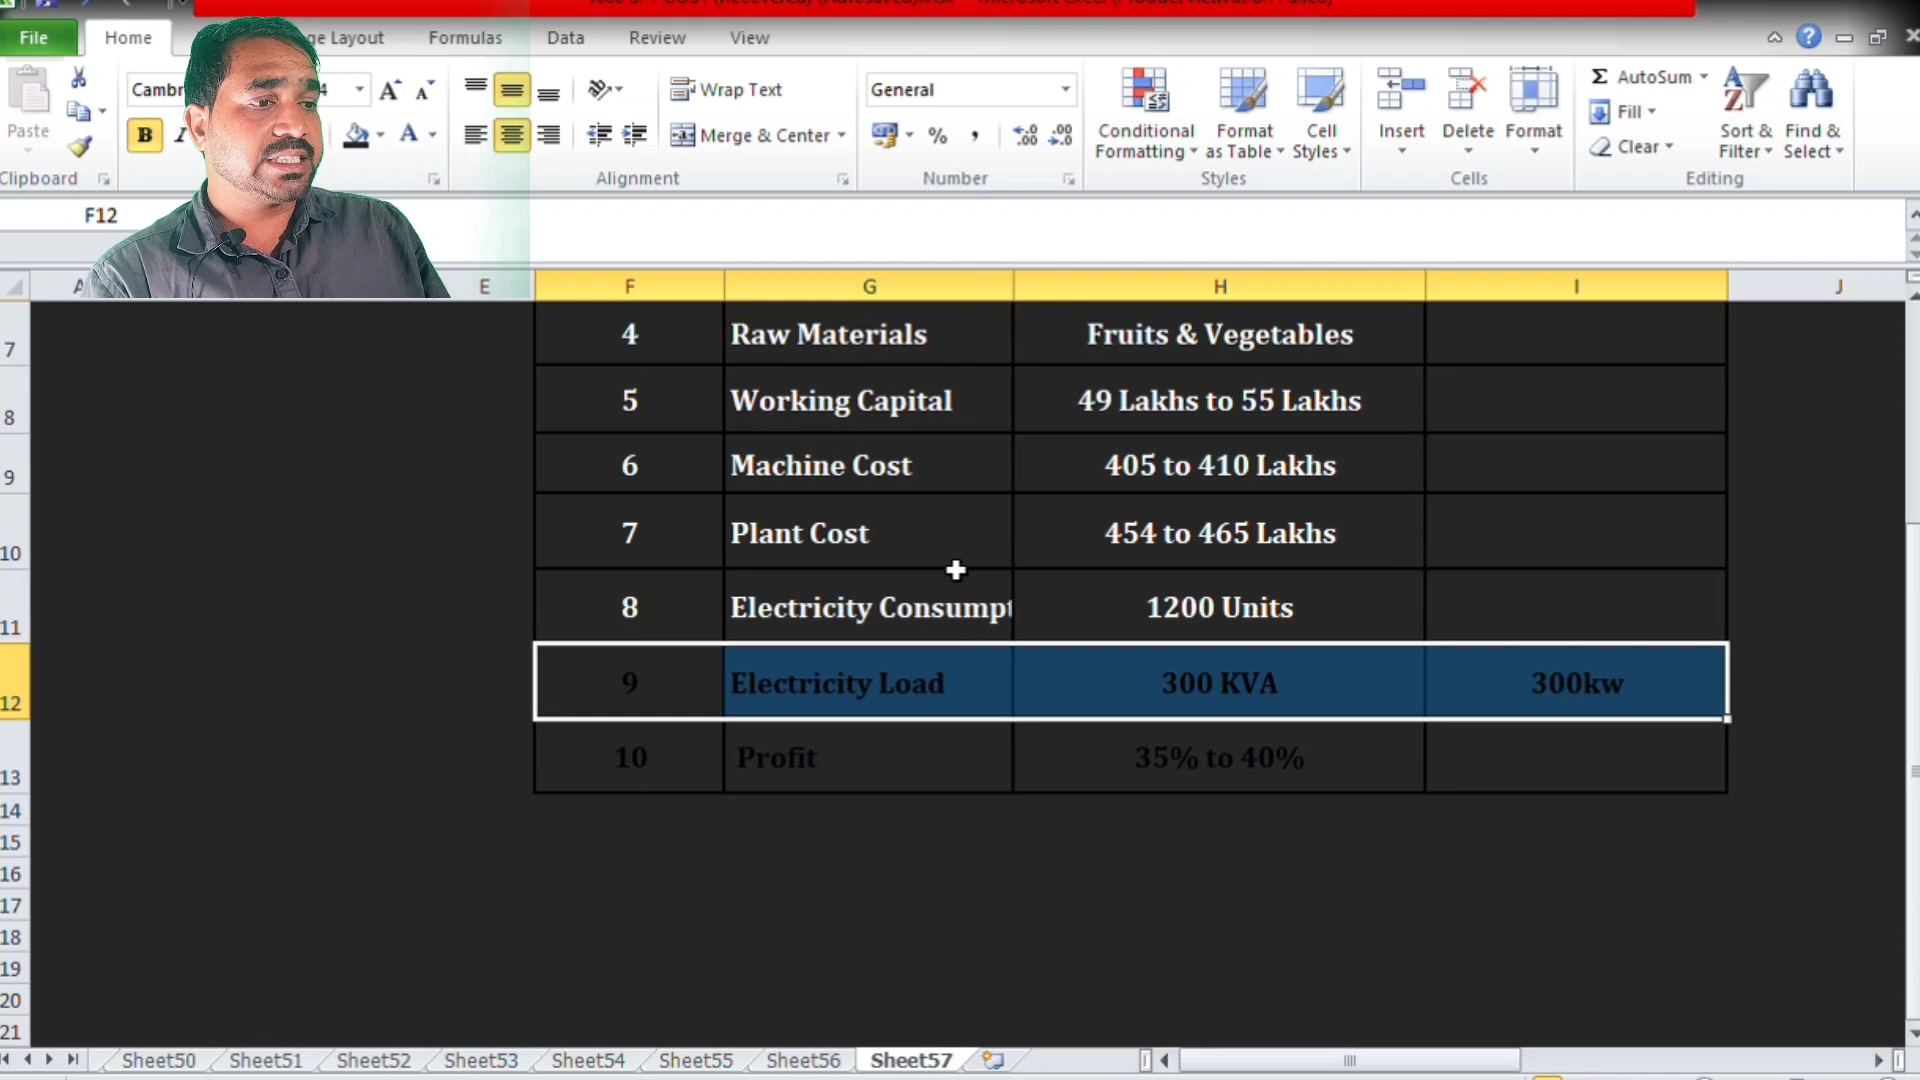 File Home ge Layout Formulas Data Review View
Cambr 4 Wrap Text General AutoSum
Paste B I Merge & Center % , Conditional Formatting Format as Table Cell Styles Insert Delete Format Fill Clear Sort & Filter Find & Select
Clipboard Alignment Number Styles Cells Editing
F12
E F G H I J
7 4 Raw Materials Fruits & Vegetables
8 5 Working Capital 49 Lakhs to 55 Lakhs
9 6 Machine Cost 405 to 410 Lakhs
10 7 Plant Cost 454 to 465 Lakhs
11 8 Electricity Consumpt 1200 Units
12 9 Electricity Load 300 KVA 300kw
13 10 Profit 35% to 40%
14
15
16
17
18
19
20
21
Sheet50 Sheet51 Sheet52 Sheet53 Sheet54 Sheet55 Sheet56 Sheet57